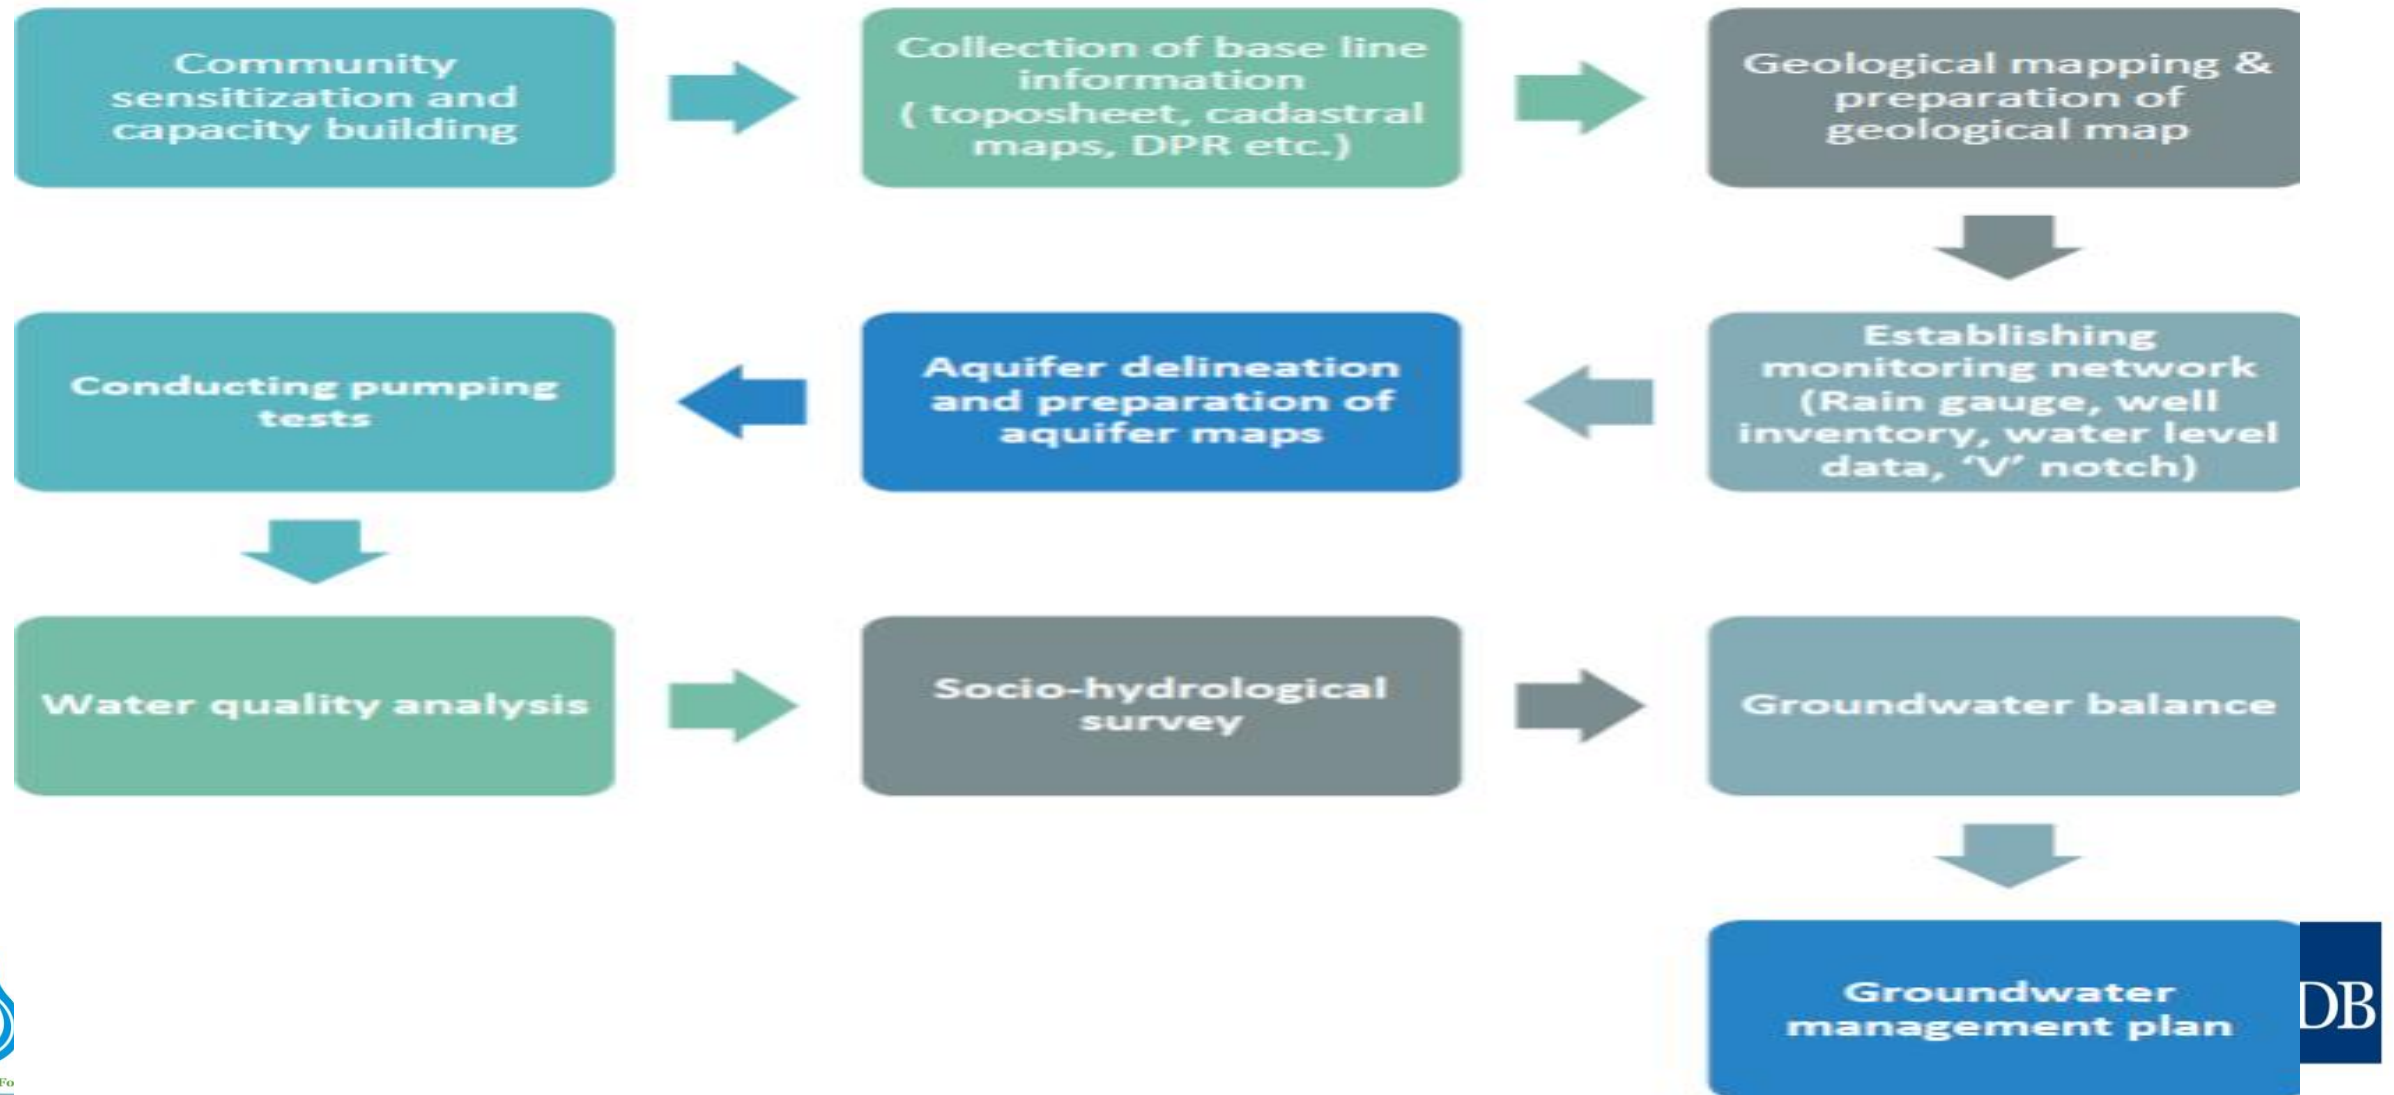 Community
sensitization and
capacity building
Collection of base line
information
( toposheet, cadastral
maps, DPR etc.)
Geological mapping &
preparation of
geological map
Establishing
monitoring network
(Rain gauge, well
inventory, water level
data, ‘V’ notch)
Aquifer delineation
and preparation of
aquifer maps
Conducting pumping
tests
Water quality analysis
Socio-hydrological
survey
Groundwater balance
Groundwater
management plan
DB
Fo